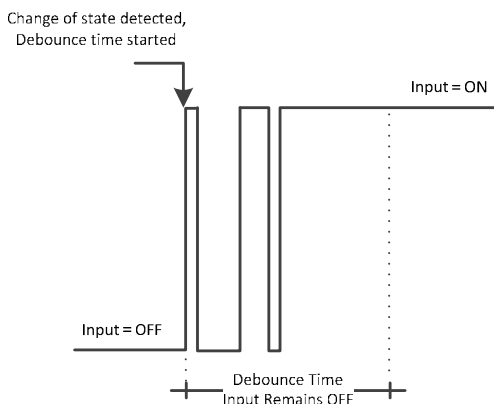 Change of state detected,
Debounce time started
Input = ON
Input = OFF
Debounce Time
Input Remains OFF